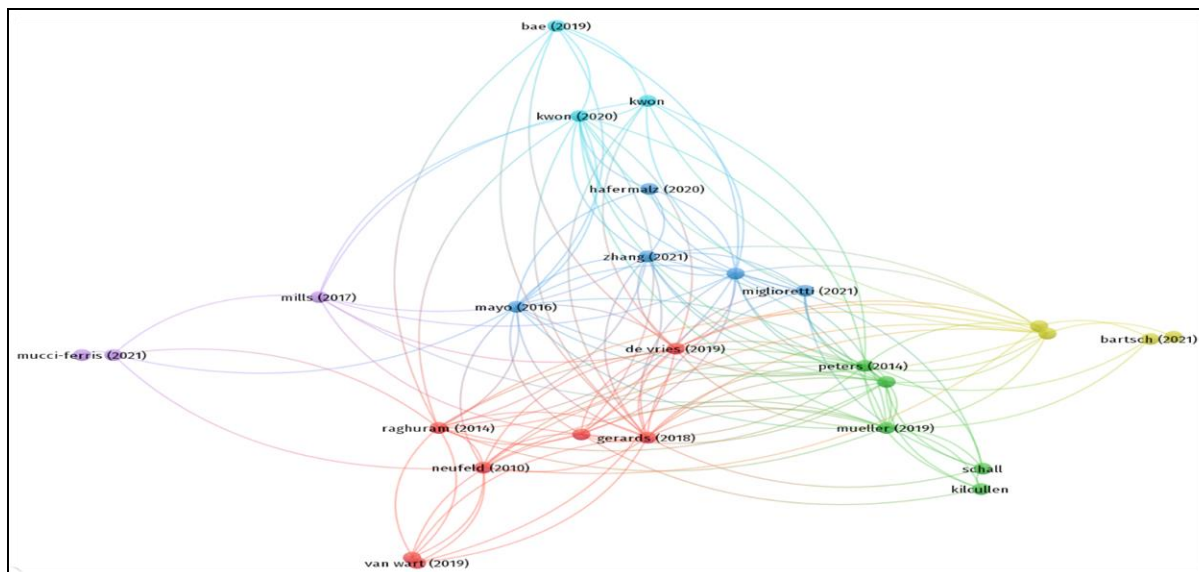 bae (2019)
kwon
kwon (2020)
hafermalz (2020)
zhang (2021)
miglioretti (2021)
mills (2017)
mayo (2016)
bartsch (2021)
de vries (2019)
mucci-ferris (2021)
peters (2014)
raghuram (2014)
mueller (2019)
gerards (2018)
neufeld (2010)
schall
kilcullen
van wart (2019)